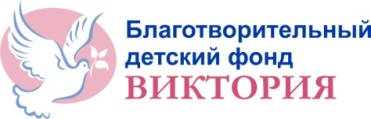 Благотворительный
детский фонд
ВИКТОРИЯ